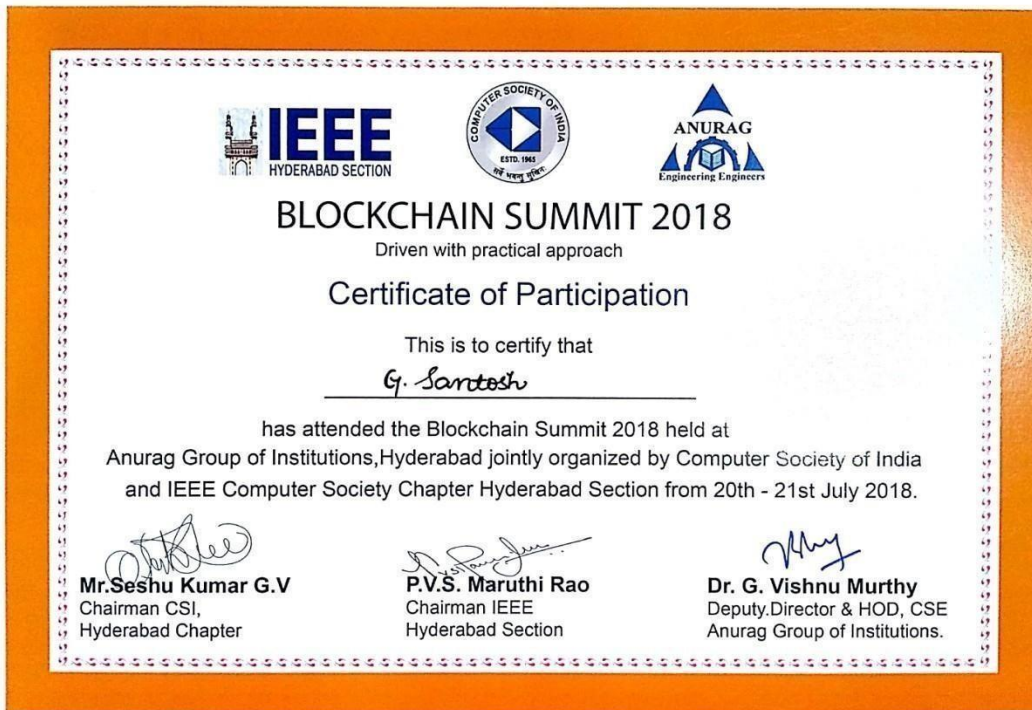 IEEE
HYDERABAD SECTION
COMPUTER SOCIETY OF INDIA
ESTD. 1965
सर्वे भवन्तु सुखिनः
ANURAG
Engineering Engineers
BLOCKCHAIN SUMMIT 2018
Driven with practical approach
Certificate of Participation
This is to certify that
G. Santosh
has attended the Blockchain Summit 2018 held at
Anurag Group of Institutions,Hyderabad jointly organized by Computer Society of India
and IEEE Computer Society Chapter Hyderabad Section from 20th - 21st July 2018.
Mr.Seshu Kumar G.V
Chairman CSI,
Hyderabad Chapter
P.V.S. Maruthi Rao
Chairman IEEE
Hyderabad Section
Dr. G. Vishnu Murthy
Deputy.Director & HOD, CSE
Anurag Group of Institutions.